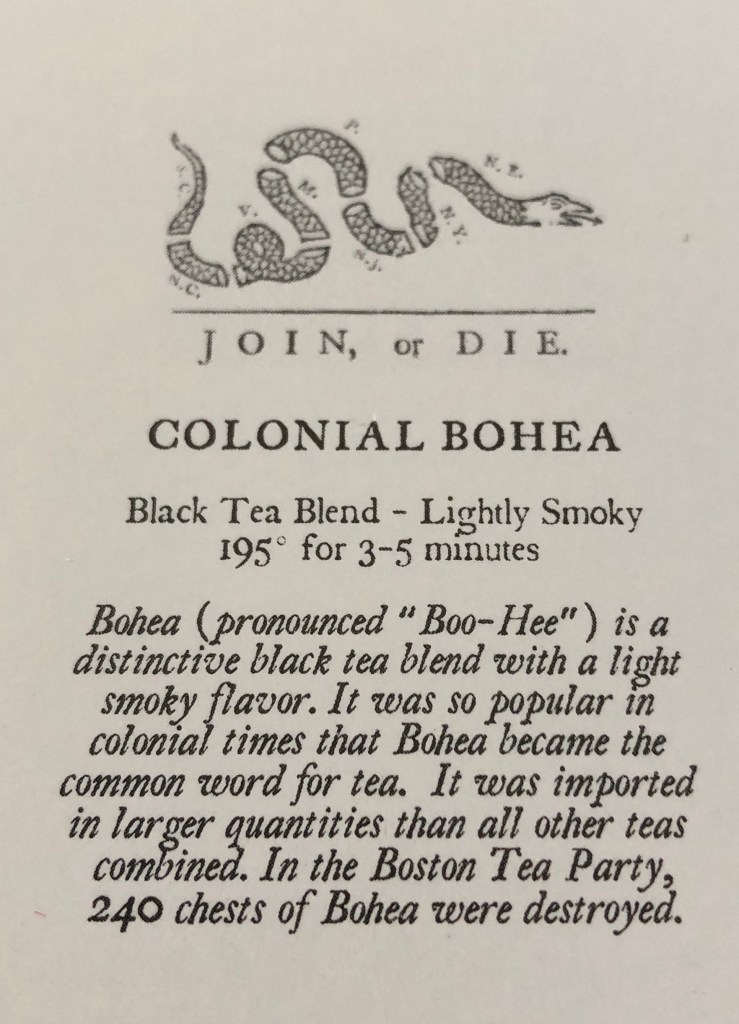 P.
N. E.
S. C.
M.
V.
N. Y.
N. J.
N. C.
JOIN, or DIE.
COLONIAL BOHEA
Black Tea Blend - Lightly Smoky
195° for 3-5 minutes
Bohea (pronounced "Boo-Hee") is a
distinctive black tea blend with a light
smoky flavor. It was so popular in
colonial times that Bohea became the
common word for tea. It was imported
in larger quantities than all other teas
combined. In the Boston Tea Party,
240 chests of Bohea were destroyed.